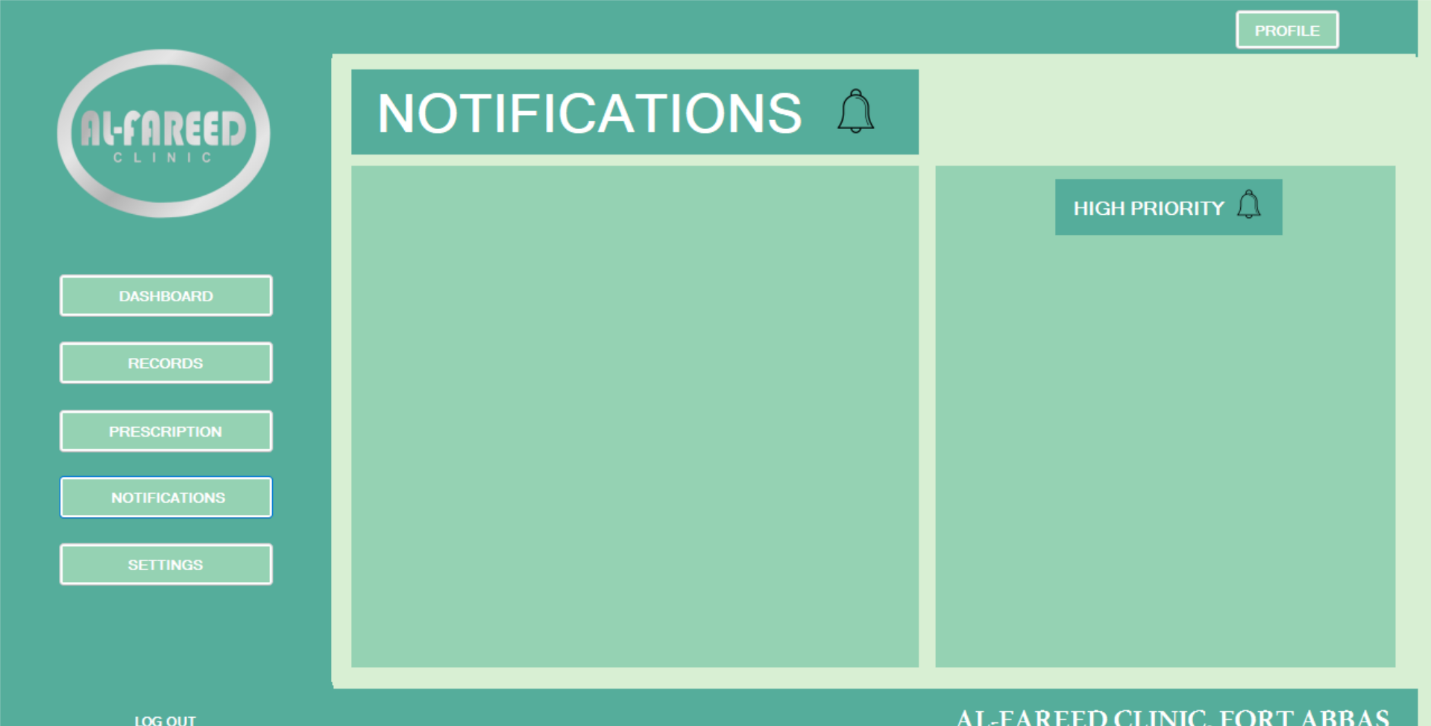 PROFILE
AL-FAREED
CLINIC
NOTIFICATIONS
HIGH PRIORITY
DASHBOARD
RECORDS
PRESCRIPTION
NOTIFICATIONS
SETTINGS
LOG OUT
AL-FAREED CLINIC, FORT ABBAS